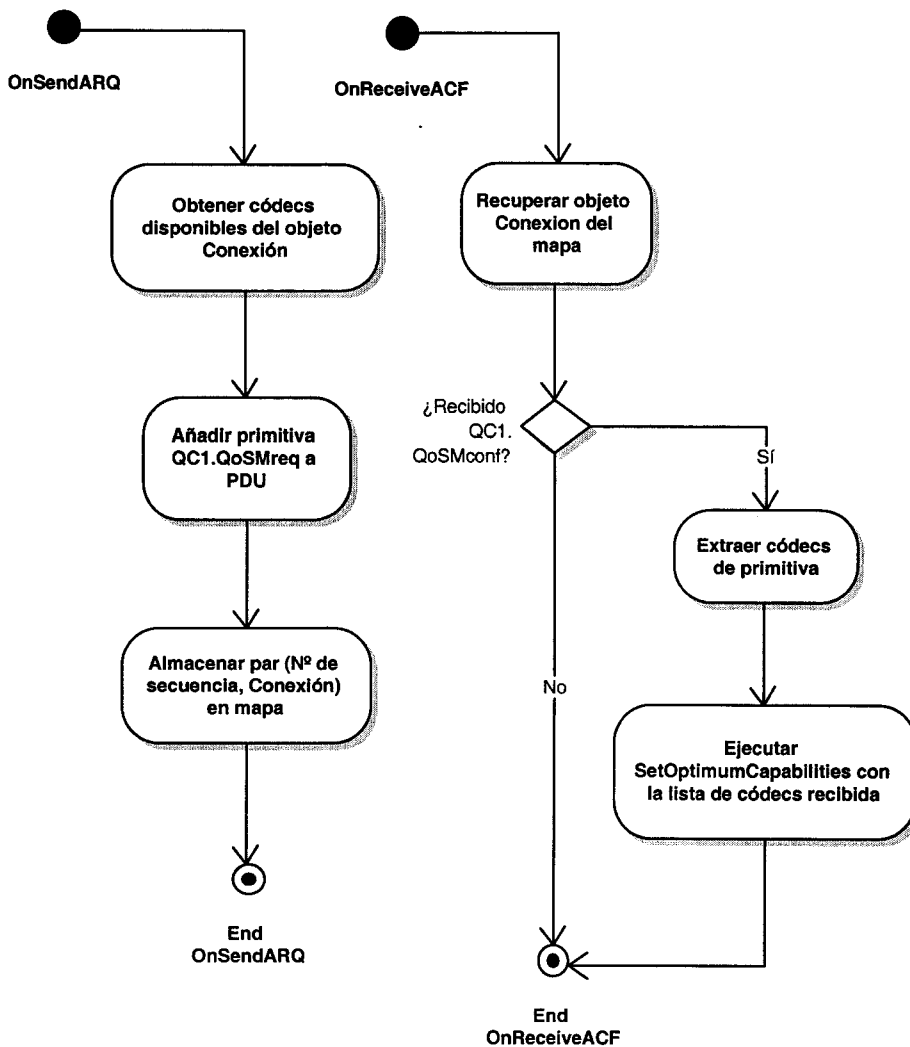 OnSendARQ
Obtener códecs
disponibles del objeto
Conexión
Añadir primitiva
QC1.QoSMreq a
PDU
Almacenar par (Nº de
secuencia, Conexión)
en mapa
End
OnSendARQ
OnReceiveACF
Recuperar objeto
Conexion del
mapa
¿Recibido
QC1.
QoSMconf?
Sí
Extraer códecs
de primitiva
No
Ejecutar
SetOptimumCapabilities con
la lista de códecs recibida
End
OnReceiveACF